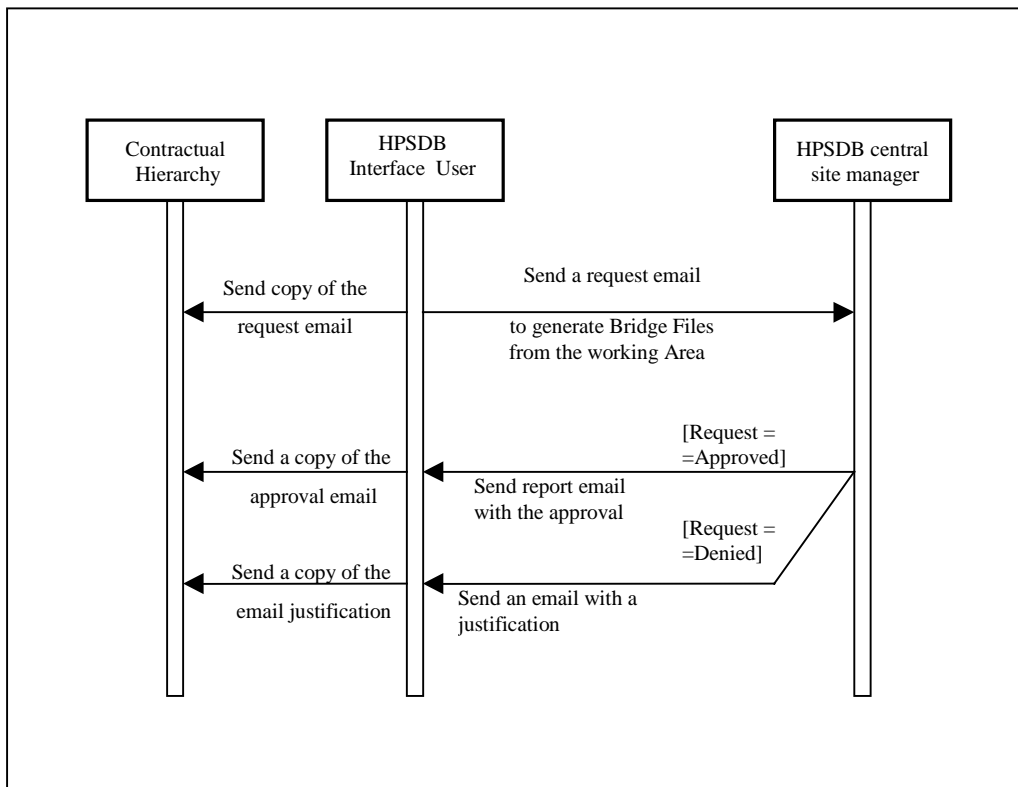 Contractual
Hierarchy
HPSDB
Interface User
HPSDB central
site manager
Send copy of the
request email
Send a request email
to generate Bridge Files
from the working Area
[Request =
=Approved]
Send a copy of the
approval email
Send report email
with the approval
[Request =
=Denied]
Send a copy of the
email justification
Send an email with a
justification